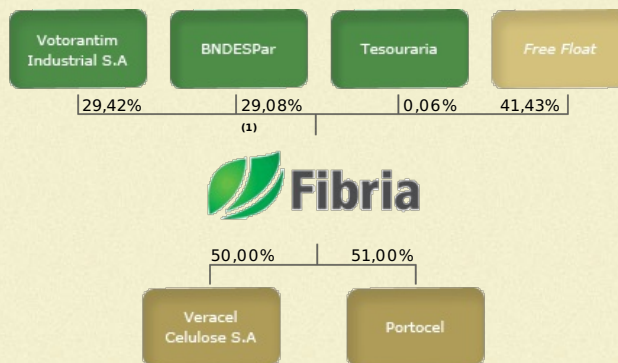 Votorantim
Industrial S.A
BNDESPar
Tesouraria
Free Float
29,42%
29,08%
0,06%
41,43%
(1)
Fibria
50,00%
51,00%
Veracel
Celulose S.A
Portocel